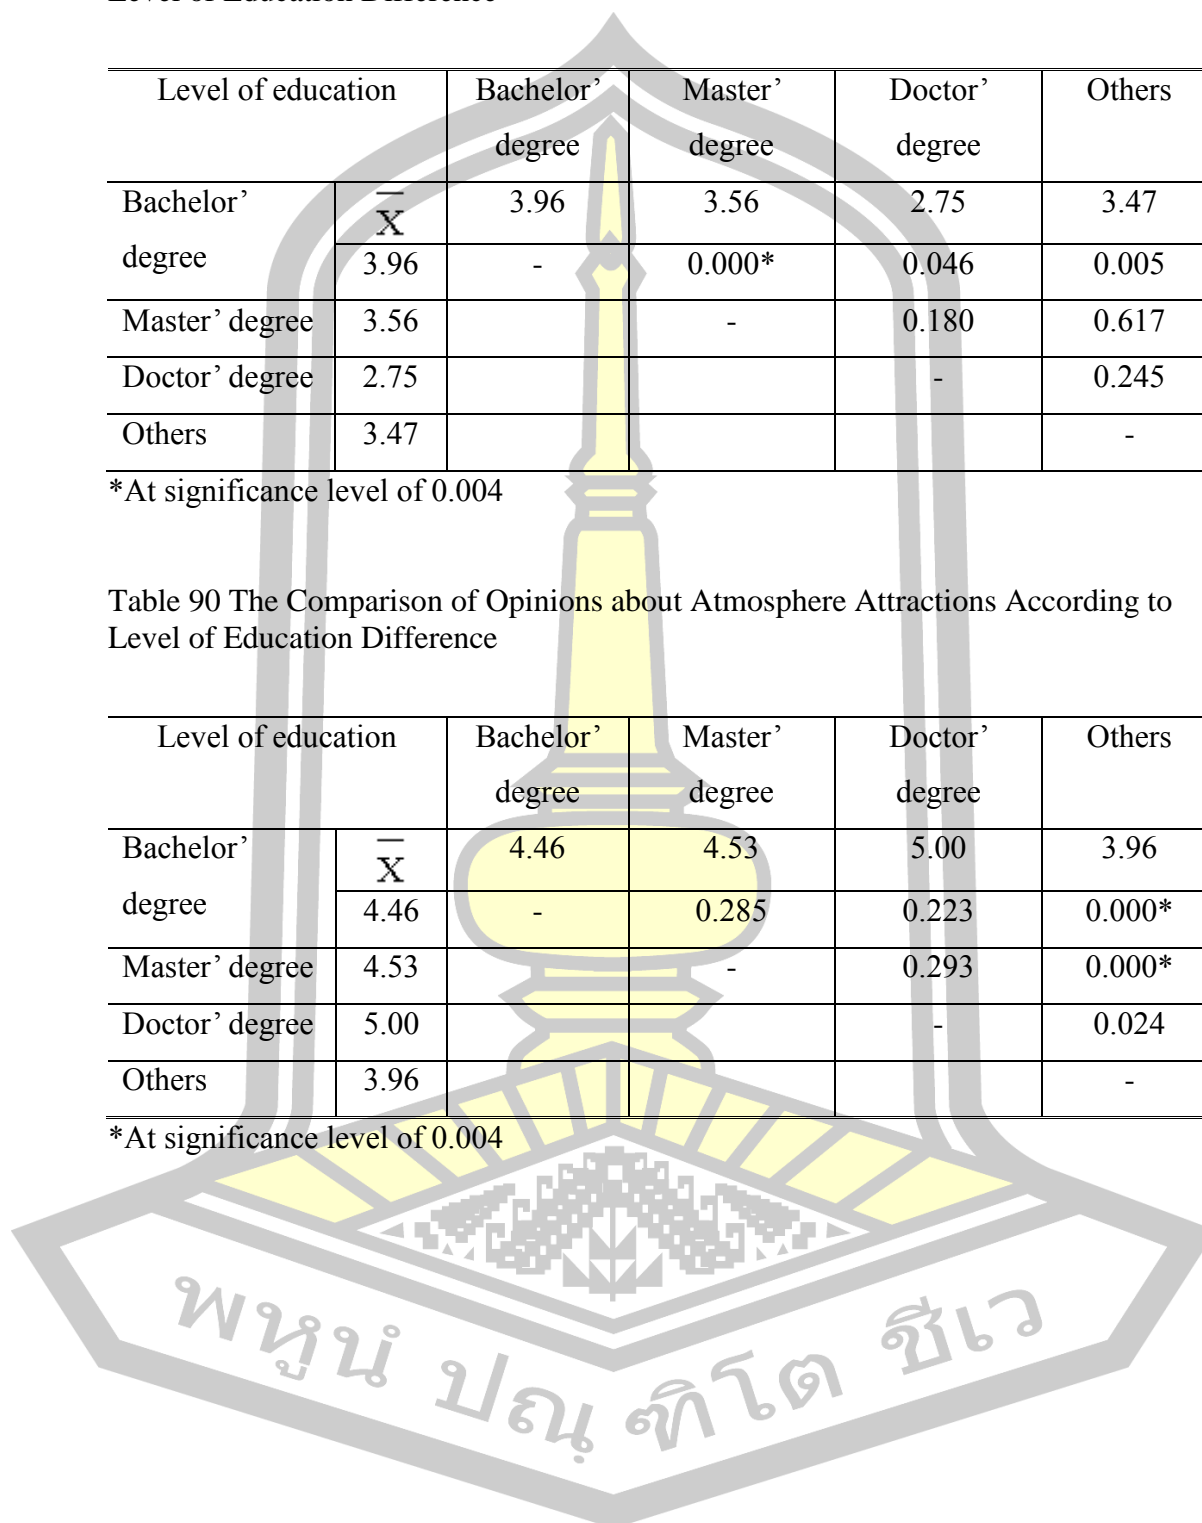 Level of Education Difference
Level of education Bachelor’ Master’ Doctor’ Others
degree degree degree
Bachelor’ X̄ 3.96 3.56 2.75 3.47
degree 3.96 - 0.000* 0.046 0.005
Master’ degree 3.56 - 0.180 0.617
Doctor’ degree 2.75 - 0.245
Others 3.47 -
*At significance level of 0.004
Table 90 The Comparison of Opinions about Atmosphere Attractions According to
Level of Education Difference
Level of education Bachelor’ Master’ Doctor’ Others
degree degree degree
Bachelor’ X̄ 4.46 4.53 5.00 3.96
degree 4.46 - 0.285 0.223 0.000*
Master’ degree 4.53 - 0.293 0.000*
Doctor’ degree 5.00 - 0.024
Others 3.96 -
*At significance level of 0.004
พหูนํ ปณฺฑิโต ชีเว